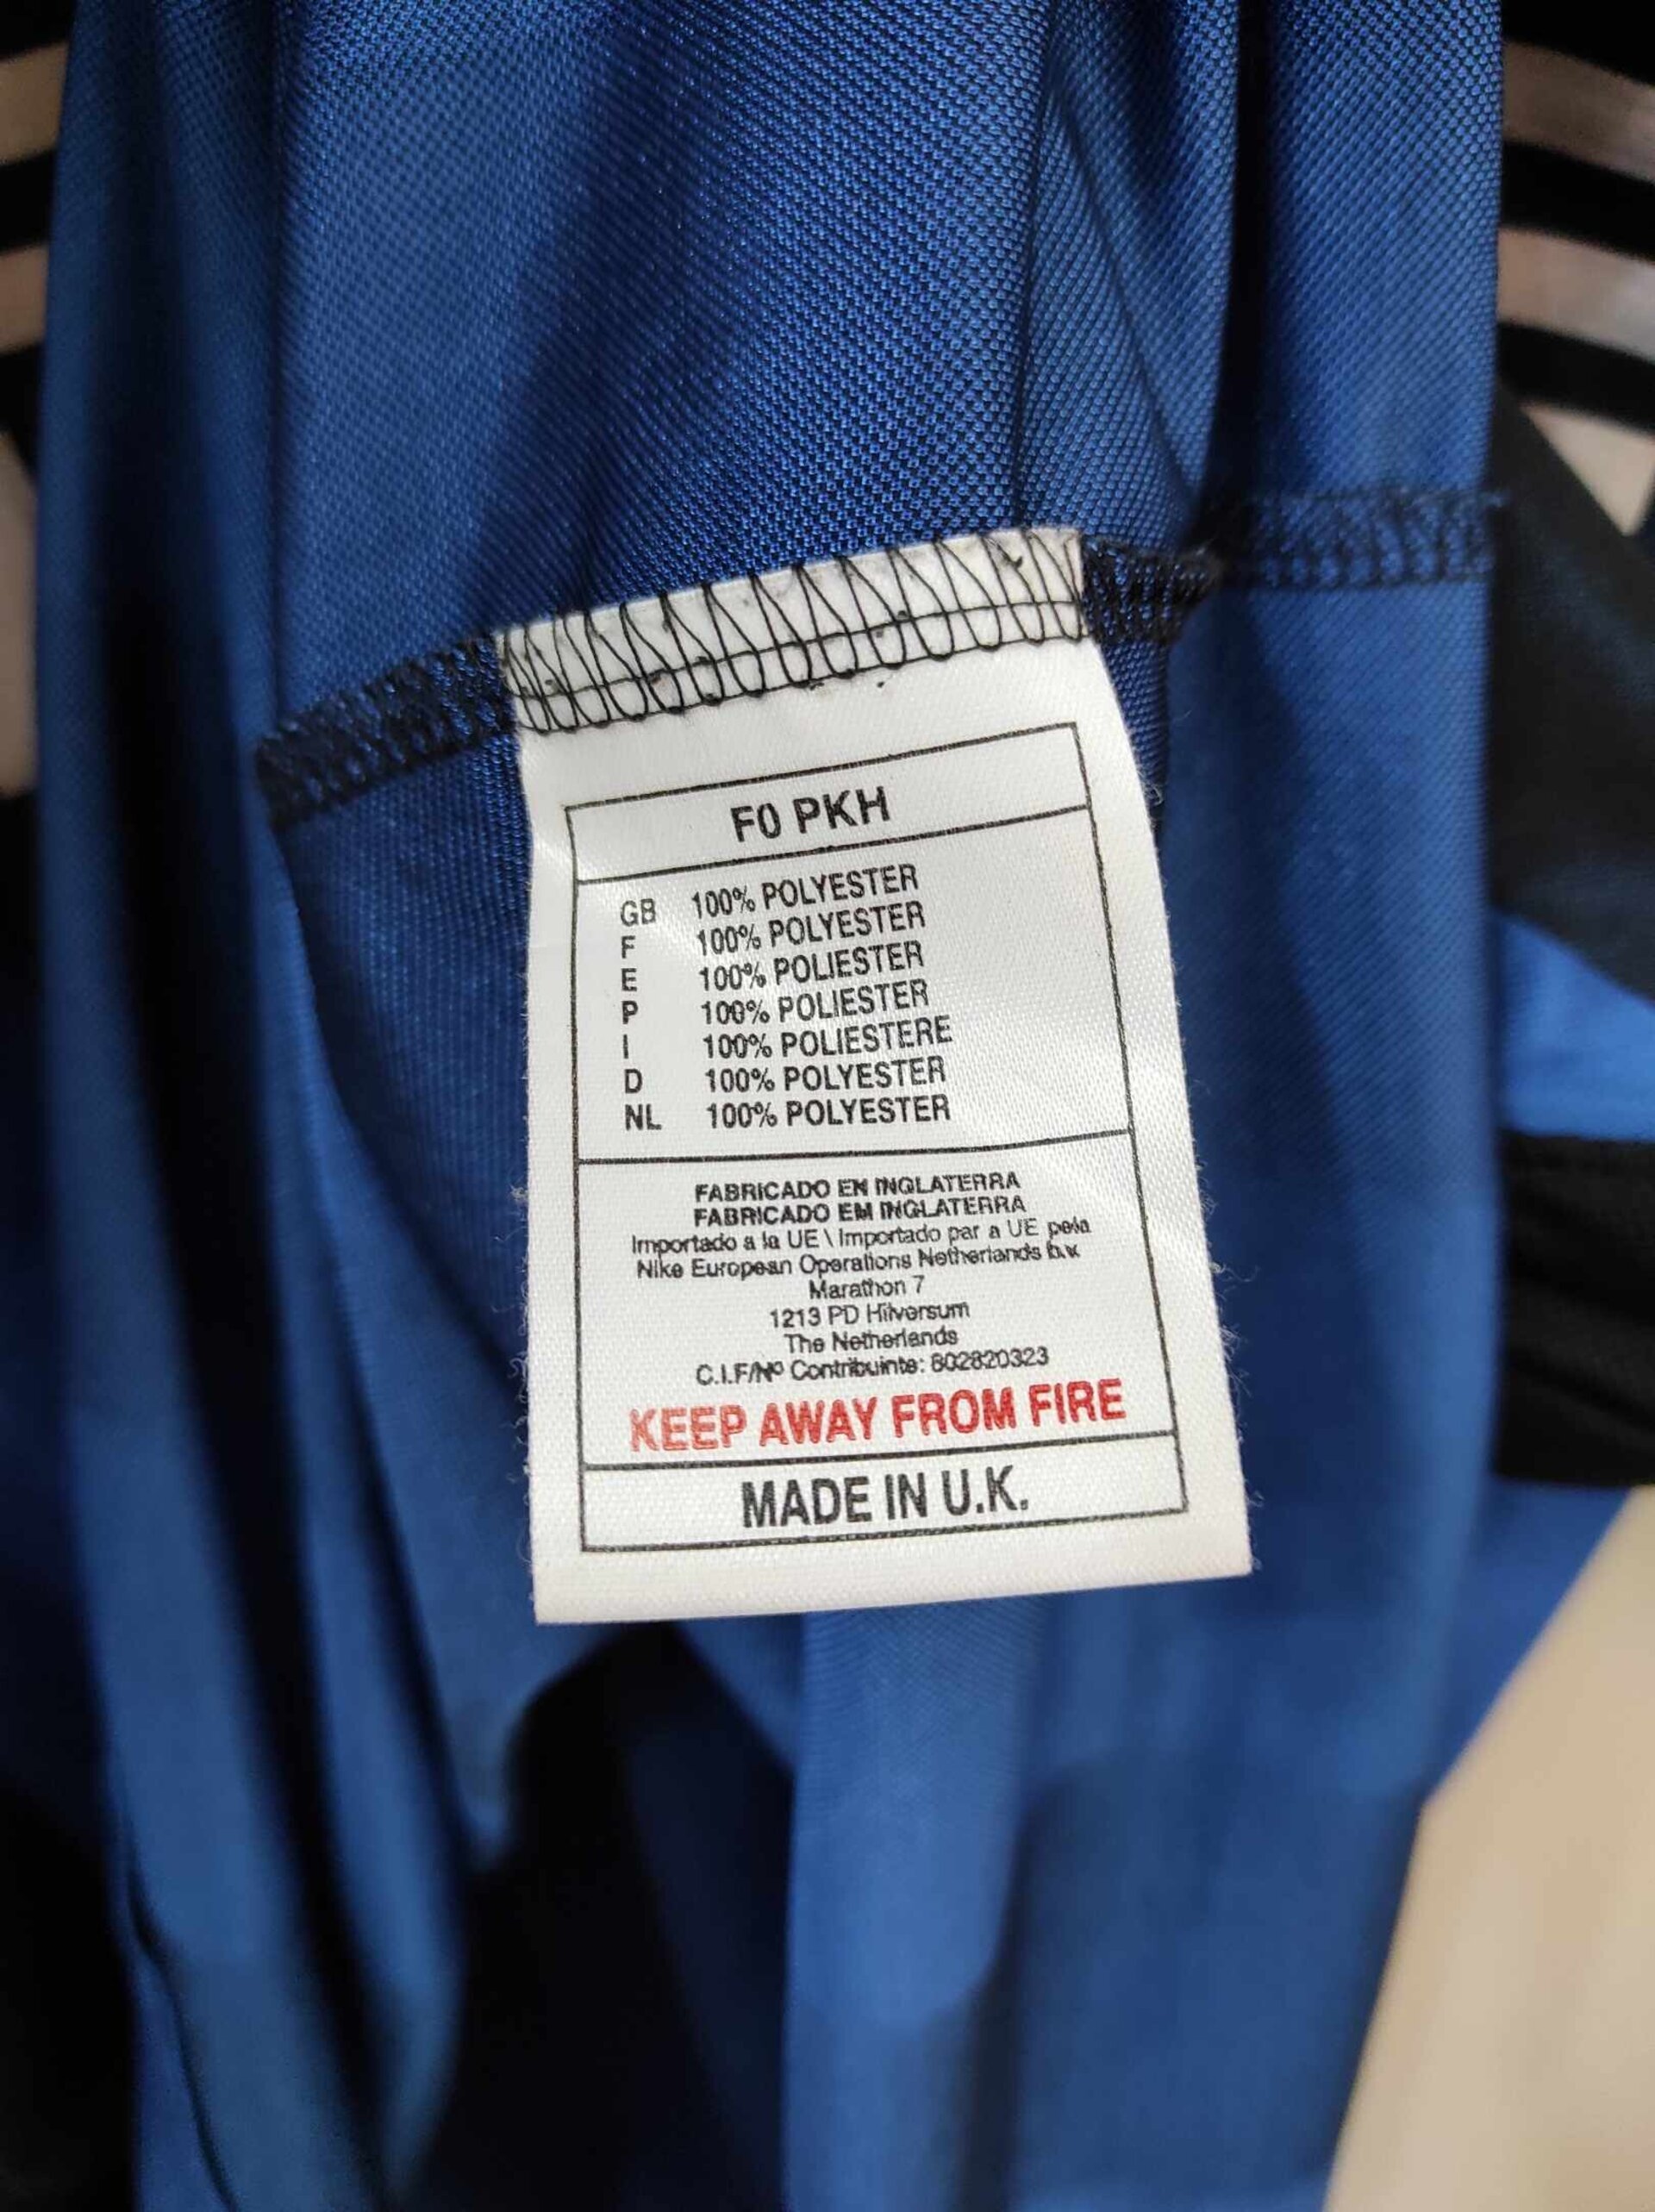 F0 PKH
GB 100% POLYESTER
F 100% POLYESTER
E 100% POLIESTER
P 100% POLIESTER
I 100% POLIESTERE
D 100% POLYESTER
NL 100% POLYESTER
FABRICADO EN INGLATERRA
FABRICADO EM INGLATERRA
Importado a la UE \ Importado par a UE pela
Nike European Operations Netherlands b.v.
Marathon 7
1213 PD Hilversum
The Netherlands
C.I.F/Nº Contribuinte: 802820323
KEEP AWAY FROM FIRE
MADE IN U.K.